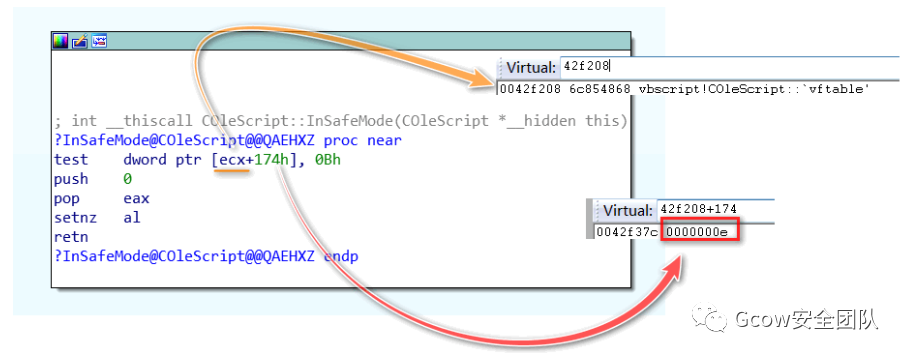 Virtual: 42f208
0042f208 6c854868 vbscript!COleScript::`vftable'
; int __thiscall COleScript::InSafeMode(COleScript *__hidden this)
?InSafeMode@COleScript@@QAEHXZ proc near
test dword ptr [ecx+174h], 0Bh
push 0
pop eax
setnz al
retn
?InSafeMode@COleScript@@QAEHXZ endp
Virtual: 42f208+174
0042f37c 0000000e
Gcow安全团队